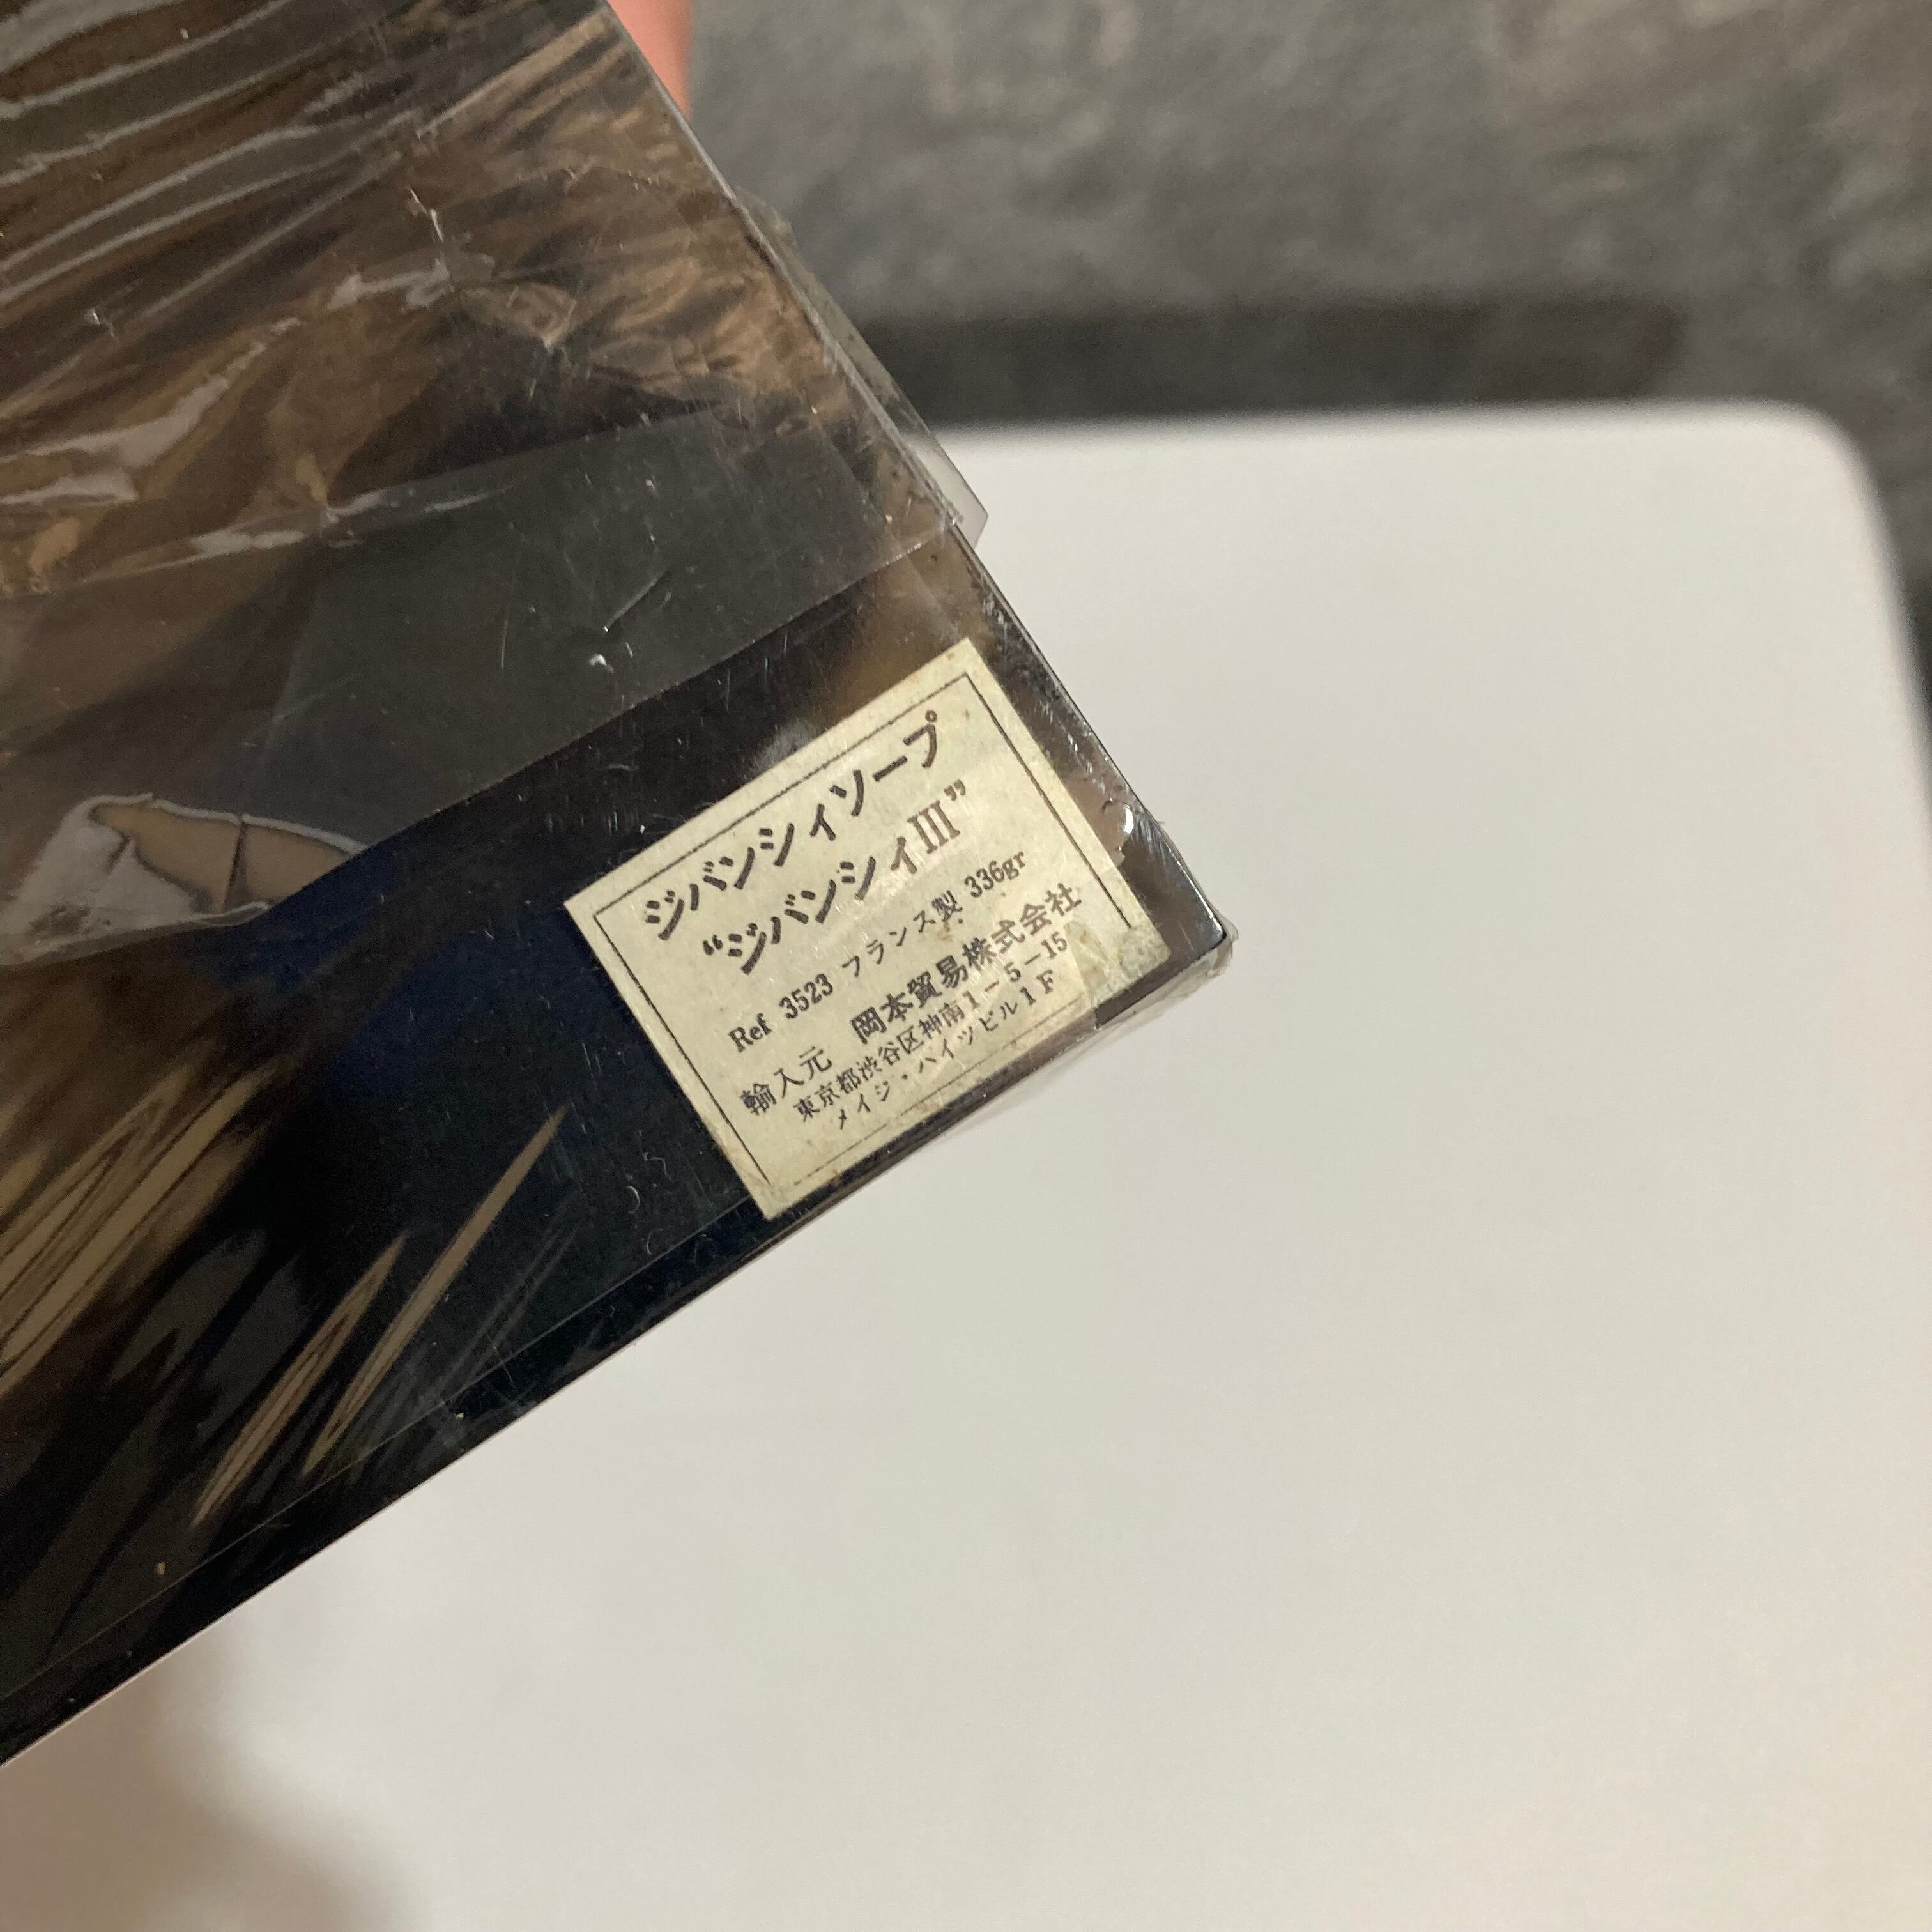 ジバンシィソープ
“ジバンシィIII”
Ref 3523 フランス製 336gr
輸入元 岡本貿易株式会社
東京都渋谷区神南1-5-15
メイジ・ハイツビル1F